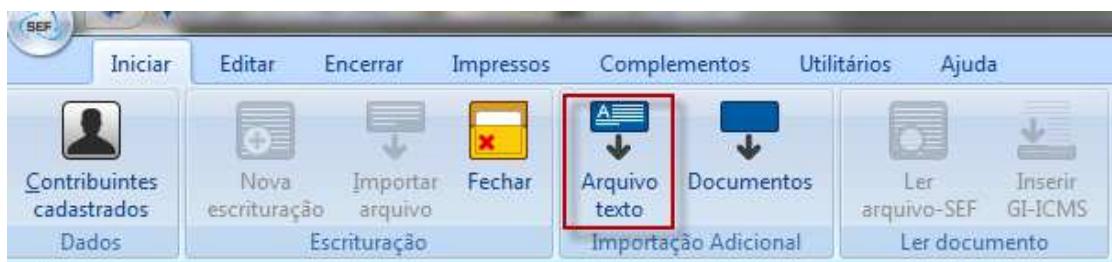 SEF
Iniciar Editar Encerrar Impressos Complementos Utilitários Ajuda
Contribuintes cadastrados
Nova escrituração
Importar arquivo
Fechar
A
Arquivo texto
Documentos
Ler arquivo-SEF
Inserir GI-ICMS
Dados Escrituração Importação Adicional Ler documento